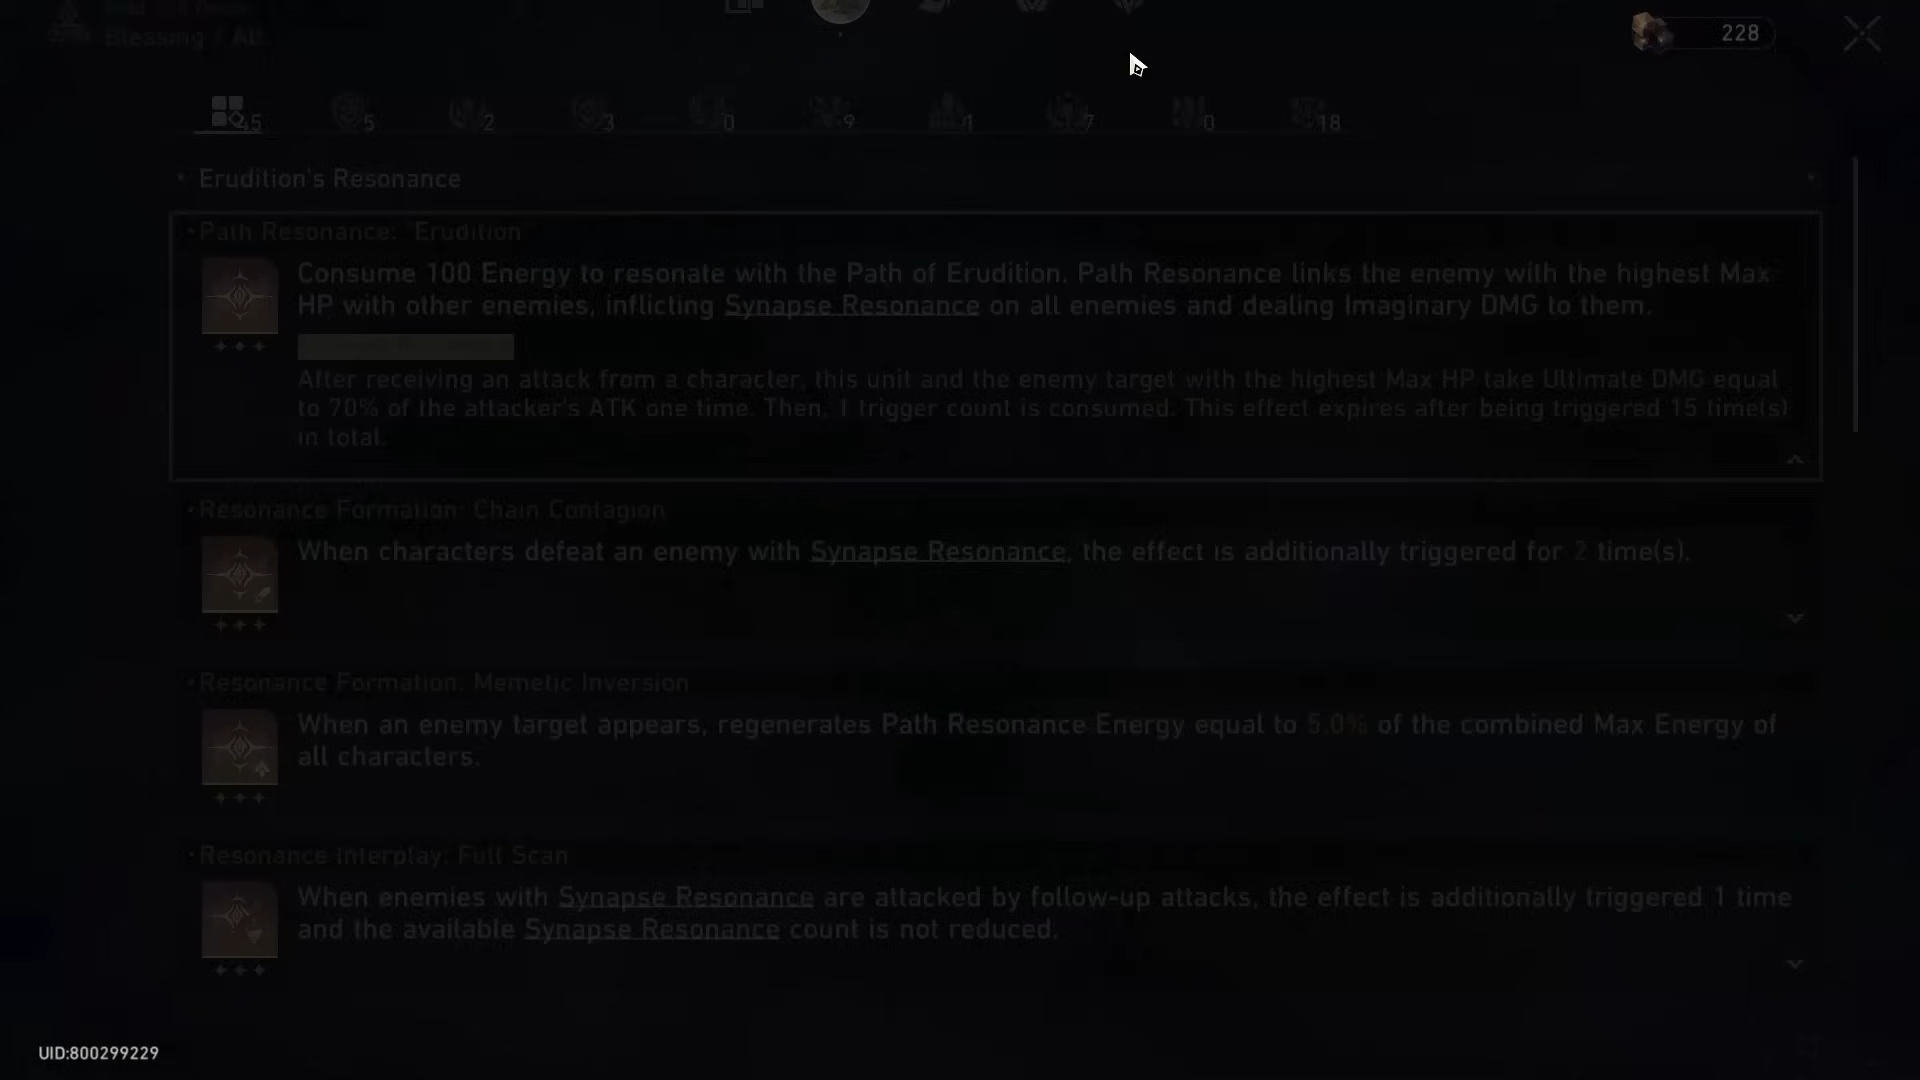 Blessing / All
228
45
5
2
3
0
9
1
7
0
18
Erudition's Resonance
Path Resonance: "Erudition"
Consume 100 Energy to resonate with the Path of Erudition. Path Resonance links the enemy with the highest Max
HP with other enemies, inflicting Synapse Resonance on all enemies and dealing Imaginary DMG to them.
After receiving an attack from a character, this unit and the enemy target with the highest Max HP take Ultimate DMG equal
to 70% of the attacker's ATK one time. Then, 1 trigger count is consumed. This effect expires after being triggered 15 time(s)
in total.
Resonance Formation: Chain Contagion
When characters defeat an enemy with Synapse Resonance, the effect is additionally triggered for 2 time(s).
Resonance Formation: Memetic Inversion
When an enemy target appears, regenerates Path Resonance Energy equal to 5.0% of the combined Max Energy of
all characters.
Resonance Interplay: Full Scan
When enemies with Synapse Resonance are attacked by follow-up attacks, the effect is additionally triggered 1 time
and the available Synapse Resonance count is not reduced.
UID:800299229